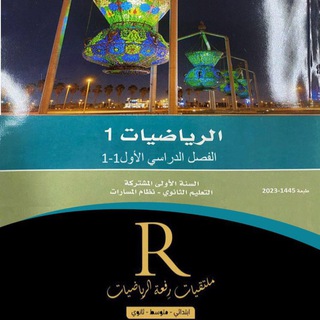 الرياضيات 1
الفصل الدراسي الأول 1-1
السنة الأولى المشتركة
التعليم الثانوي - نظام المسارات
طبعة 1445-2023
R
ملتقيات رفعة الرياضيات
ابتدائي - متوسط - ثانوي